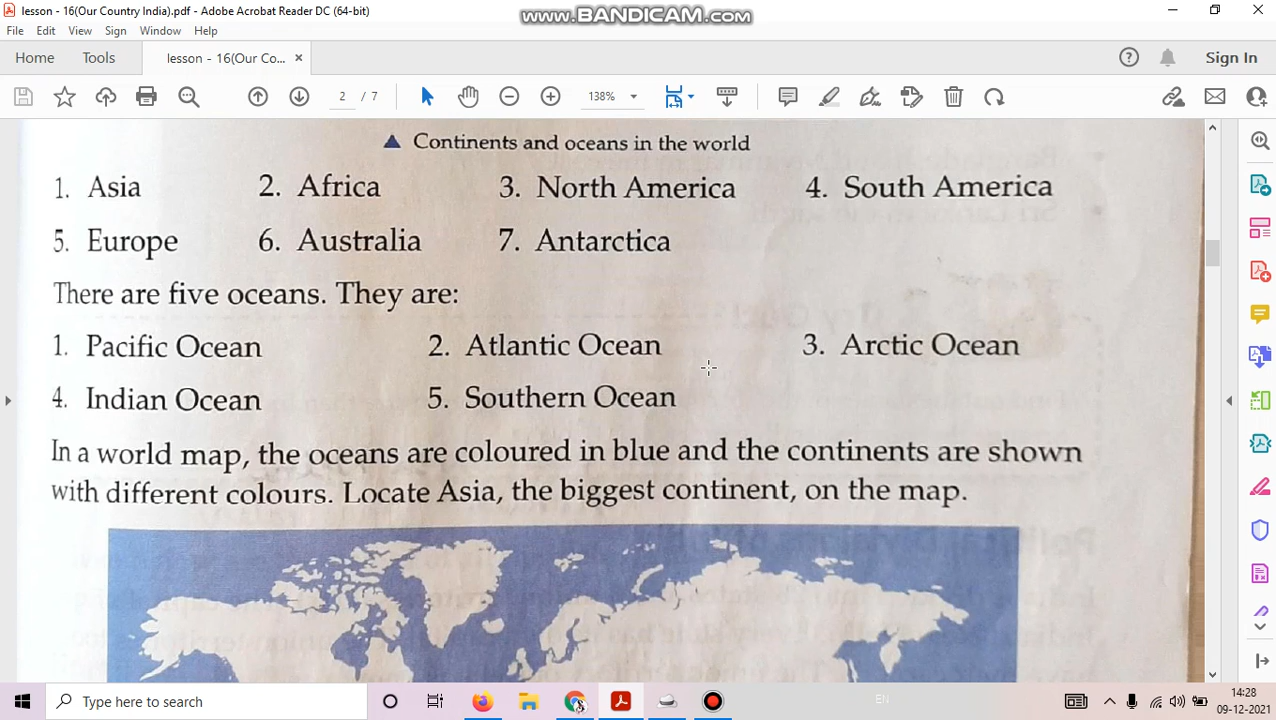 lesson - 16(Our Country India).pdf - Adobe Acrobat Reader DC (64-bit)
www.BANDICAM.com
File Edit View Sign Window Help
Home Tools lesson - 16(Our Co... × Sign In
2 / 7 138%
▲ Continents and oceans in the world
1. Asia 2. Africa 3. North America 4. South America
5. Europe 6. Australia 7. Antarctica
There are five oceans. They are:
1. Pacific Ocean 2. Atlantic Ocean 3. Arctic Ocean
4. Indian Ocean 5. Southern Ocean
In a world map, the oceans are coloured in blue and the continents are shown
with different colours. Locate Asia, the biggest continent, on the map.
Type here to search
EN
14:28
09-12-2021